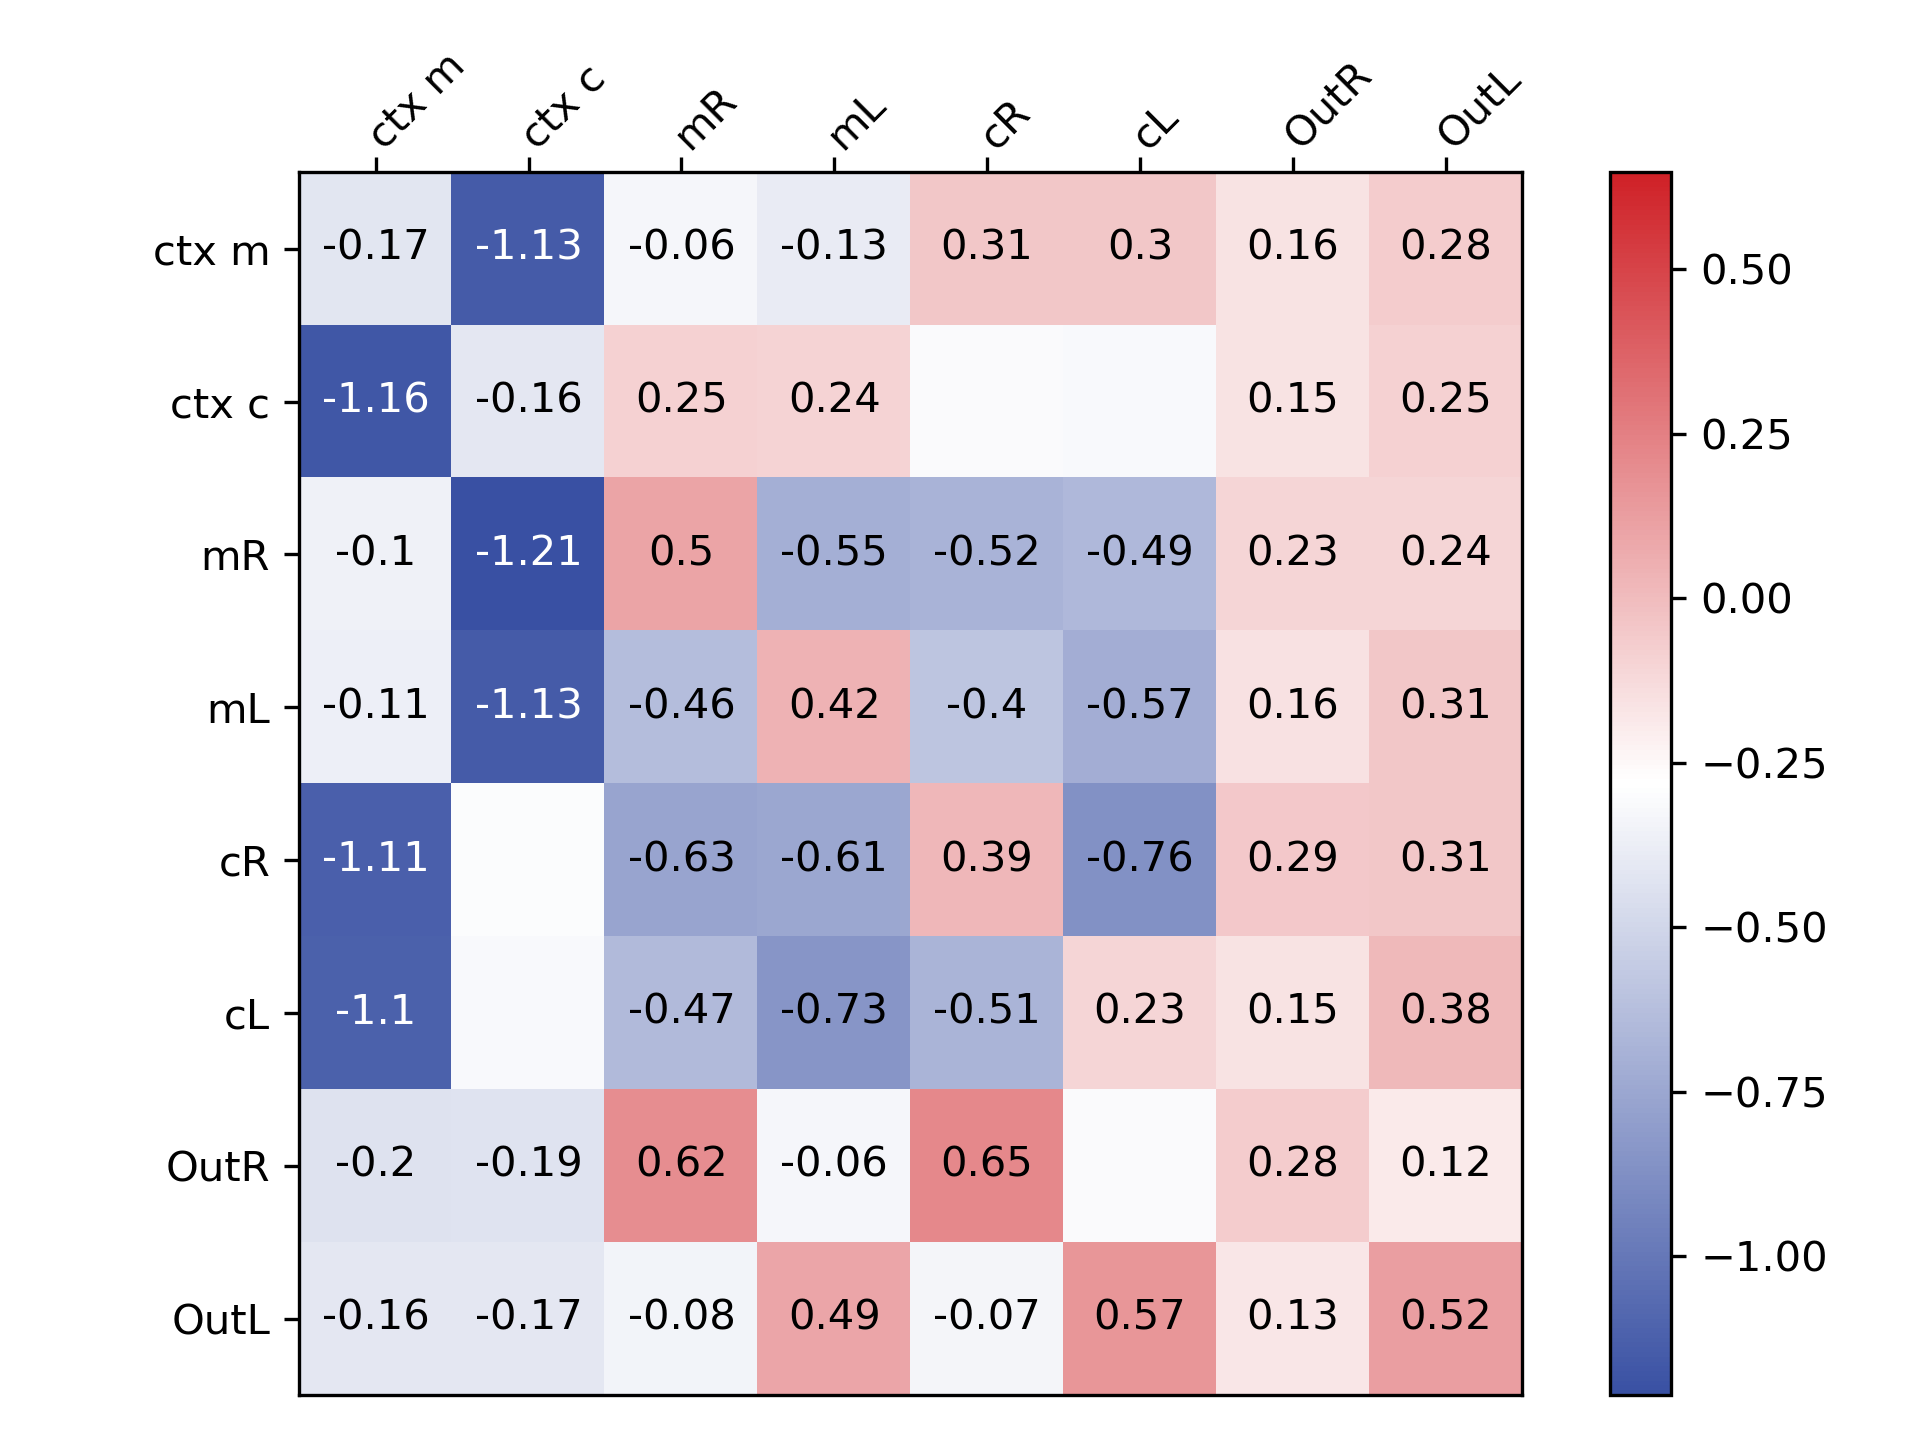 ctx m ctx c mR mL cR cL OutR OutL
ctx m -0.17 -1.13 -0.06 -0.13 0.31 0.3 0.16 0.28
ctx c -1.16 -0.16 0.25 0.24 0.15 0.25
mR -0.1 -1.21 0.5 -0.55 -0.52 -0.49 0.23 0.24
mL -0.11 -1.13 -0.46 0.42 -0.4 -0.57 0.16 0.31
cR -1.11 -0.63 -0.61 0.39 -0.76 0.29 0.31
cL -1.1 -0.47 -0.73 -0.51 0.23 0.15 0.38
OutR -0.2 -0.19 0.62 -0.06 0.65 0.28 0.12
OutL -0.16 -0.17 -0.08 0.49 -0.07 0.57 0.13 0.52
0.50
0.25
0.00
−0.25
−0.50
−0.75
−1.00